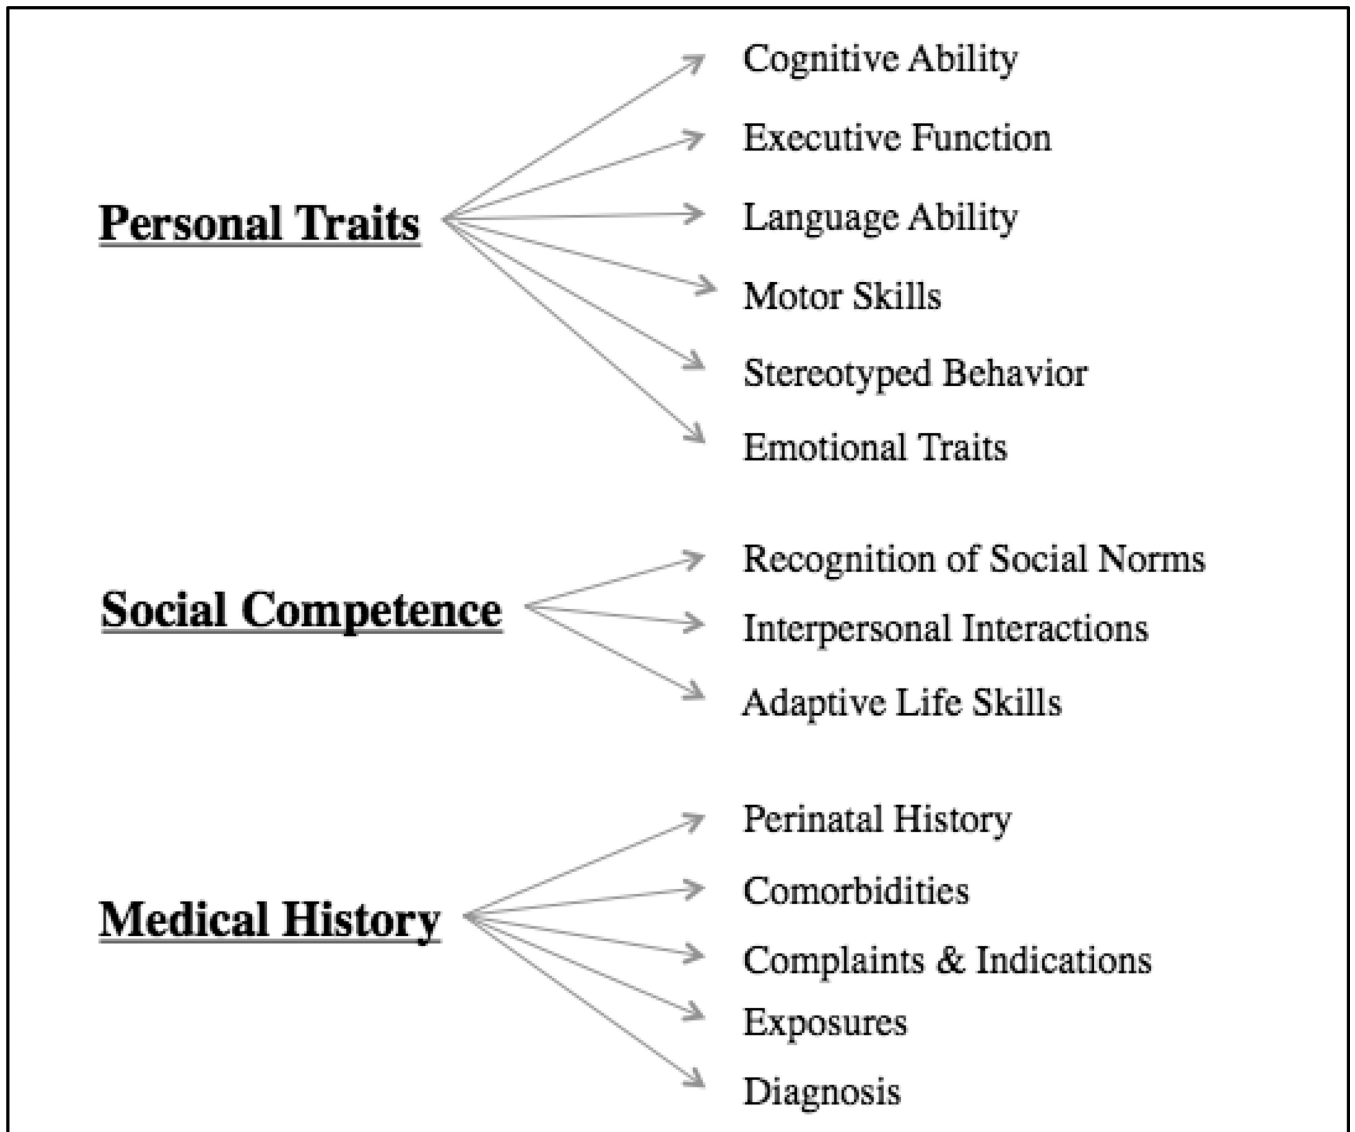 Personal Traits
Cognitive Ability
Executive Function
Language Ability
Motor Skills
Stereotyped Behavior
Emotional Traits
Social Competence
Recognition of Social Norms
Interpersonal Interactions
Adaptive Life Skills
Medical History
Perinatal History
Comorbidities
Complaints & Indications
Exposures
Diagnosis